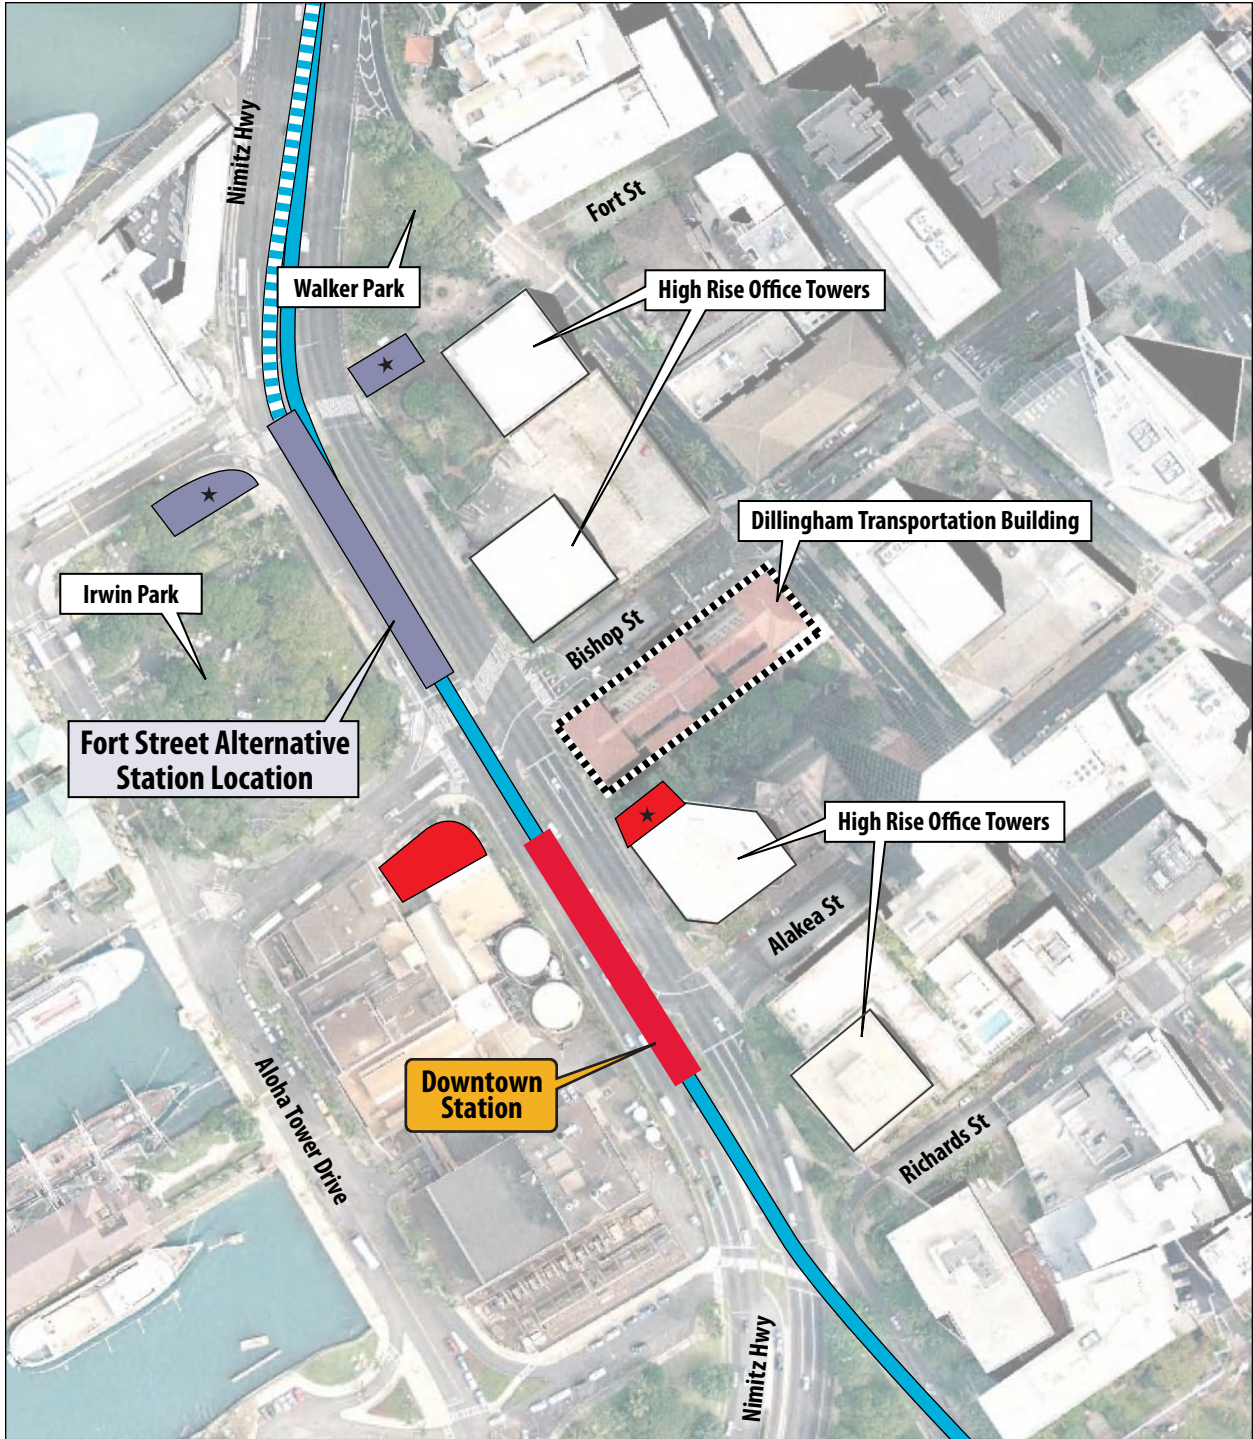 Nimitz Hwy
Fort St
Walker Park
High Rise Office Towers
Dillingham Transportation Building
Irwin Park
Bishop St
Fort Street Alternative
Station Location
High Rise Office Towers
Alakea St
Downtown
Station
Aloha Tower Drive
Richards St
Nimitz Hwy